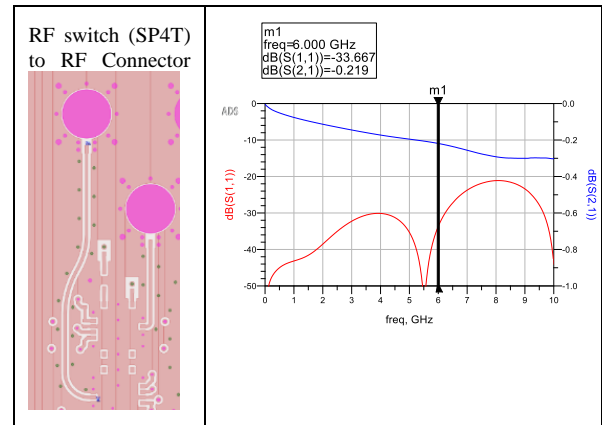 RF switch (SP4T)
to RF Connector
m1
freq=6.000 GHz
dB(S(1,1))=-33.667
dB(S(2,1))=-0.219
m1
ADS
0
-10
-20
-30
-40
-50
dB(S(1,1))
0.0
-0.2
-0.4
-0.6
-0.8
-1.0
dB(S(2,1))
0 1 2 3 4 5 6 7 8 9 10
freq, GHz